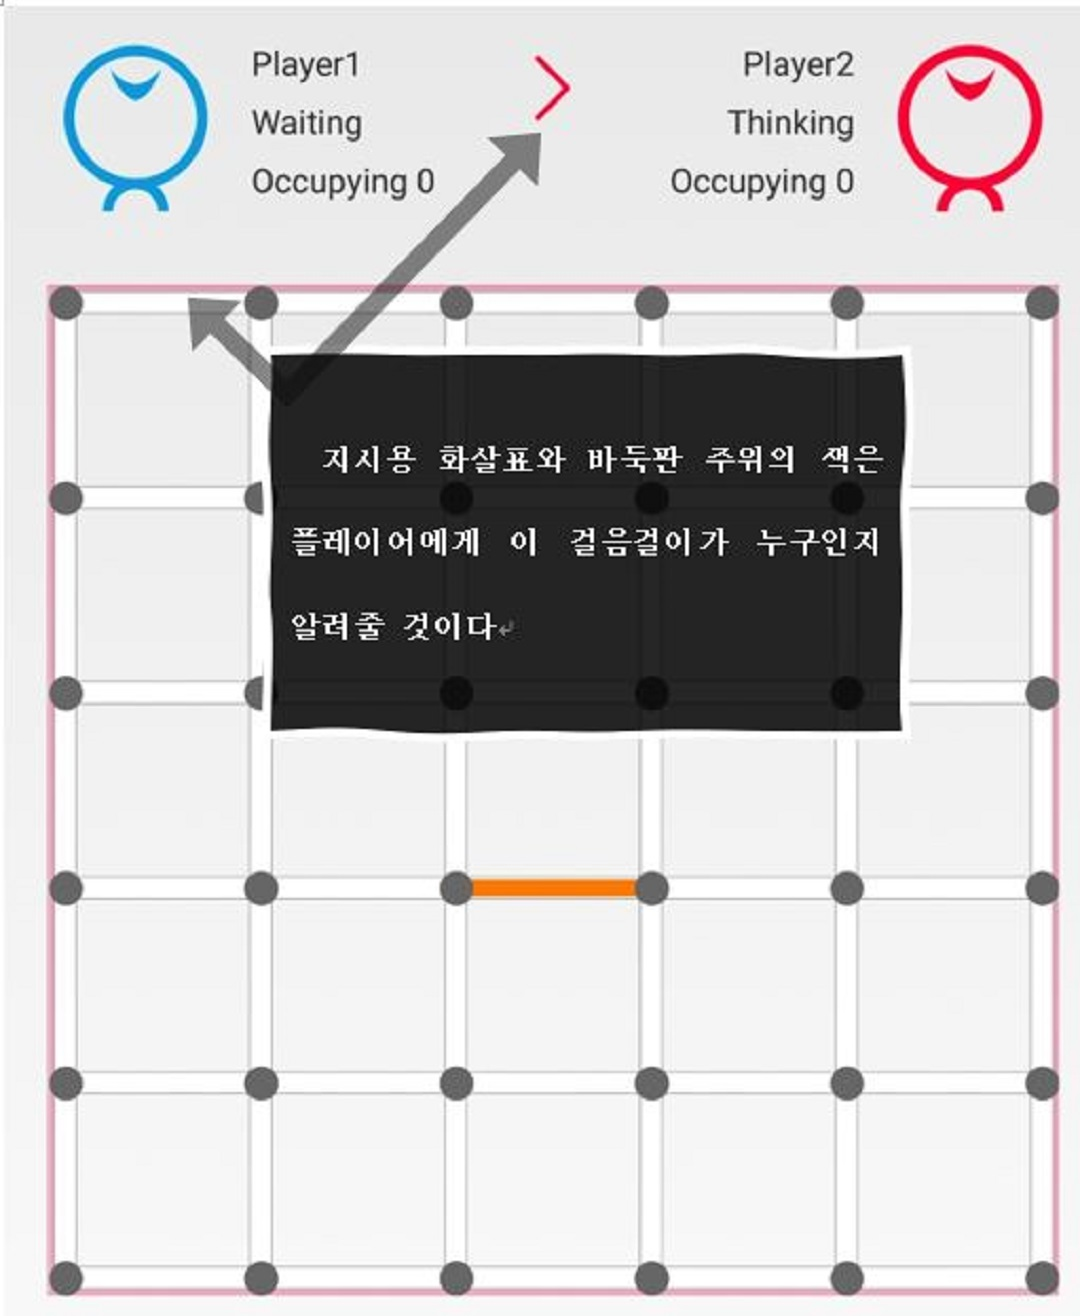 Player1
Waiting
Occupying 0
Player2
Thinking
Occupying 0
지시용 화살표와 바둑판 주위의 색은
플레이어에게 이 걸음걸이가 누구인지
알려줄 것이다